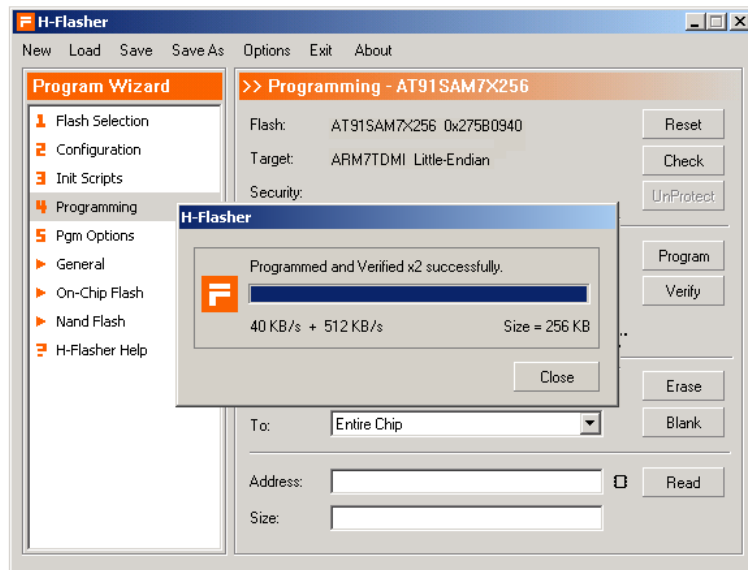 H-Flasher
New Load Save Save As Options Exit About
Program Wizard
1 Flash Selection
2 Configuration
3 Init Scripts
4 Programming
5 Pgm Options
General
On-Chip Flash
Nand Flash
? H-Flasher Help
>> Programming - AT91SAM7X256
Flash: AT91SAM7X256 0x275B0940
Reset
Target: ARM7TDMI Little-Endian
Check
Security:
UnProtect
H-Flasher
Programmed and Verified x2 successfully.
40 KB/s + 512 KB/s Size = 256 KB
Close
Program
Verify
Erase
To: Entire Chip
Blank
Address:
Read
Size: